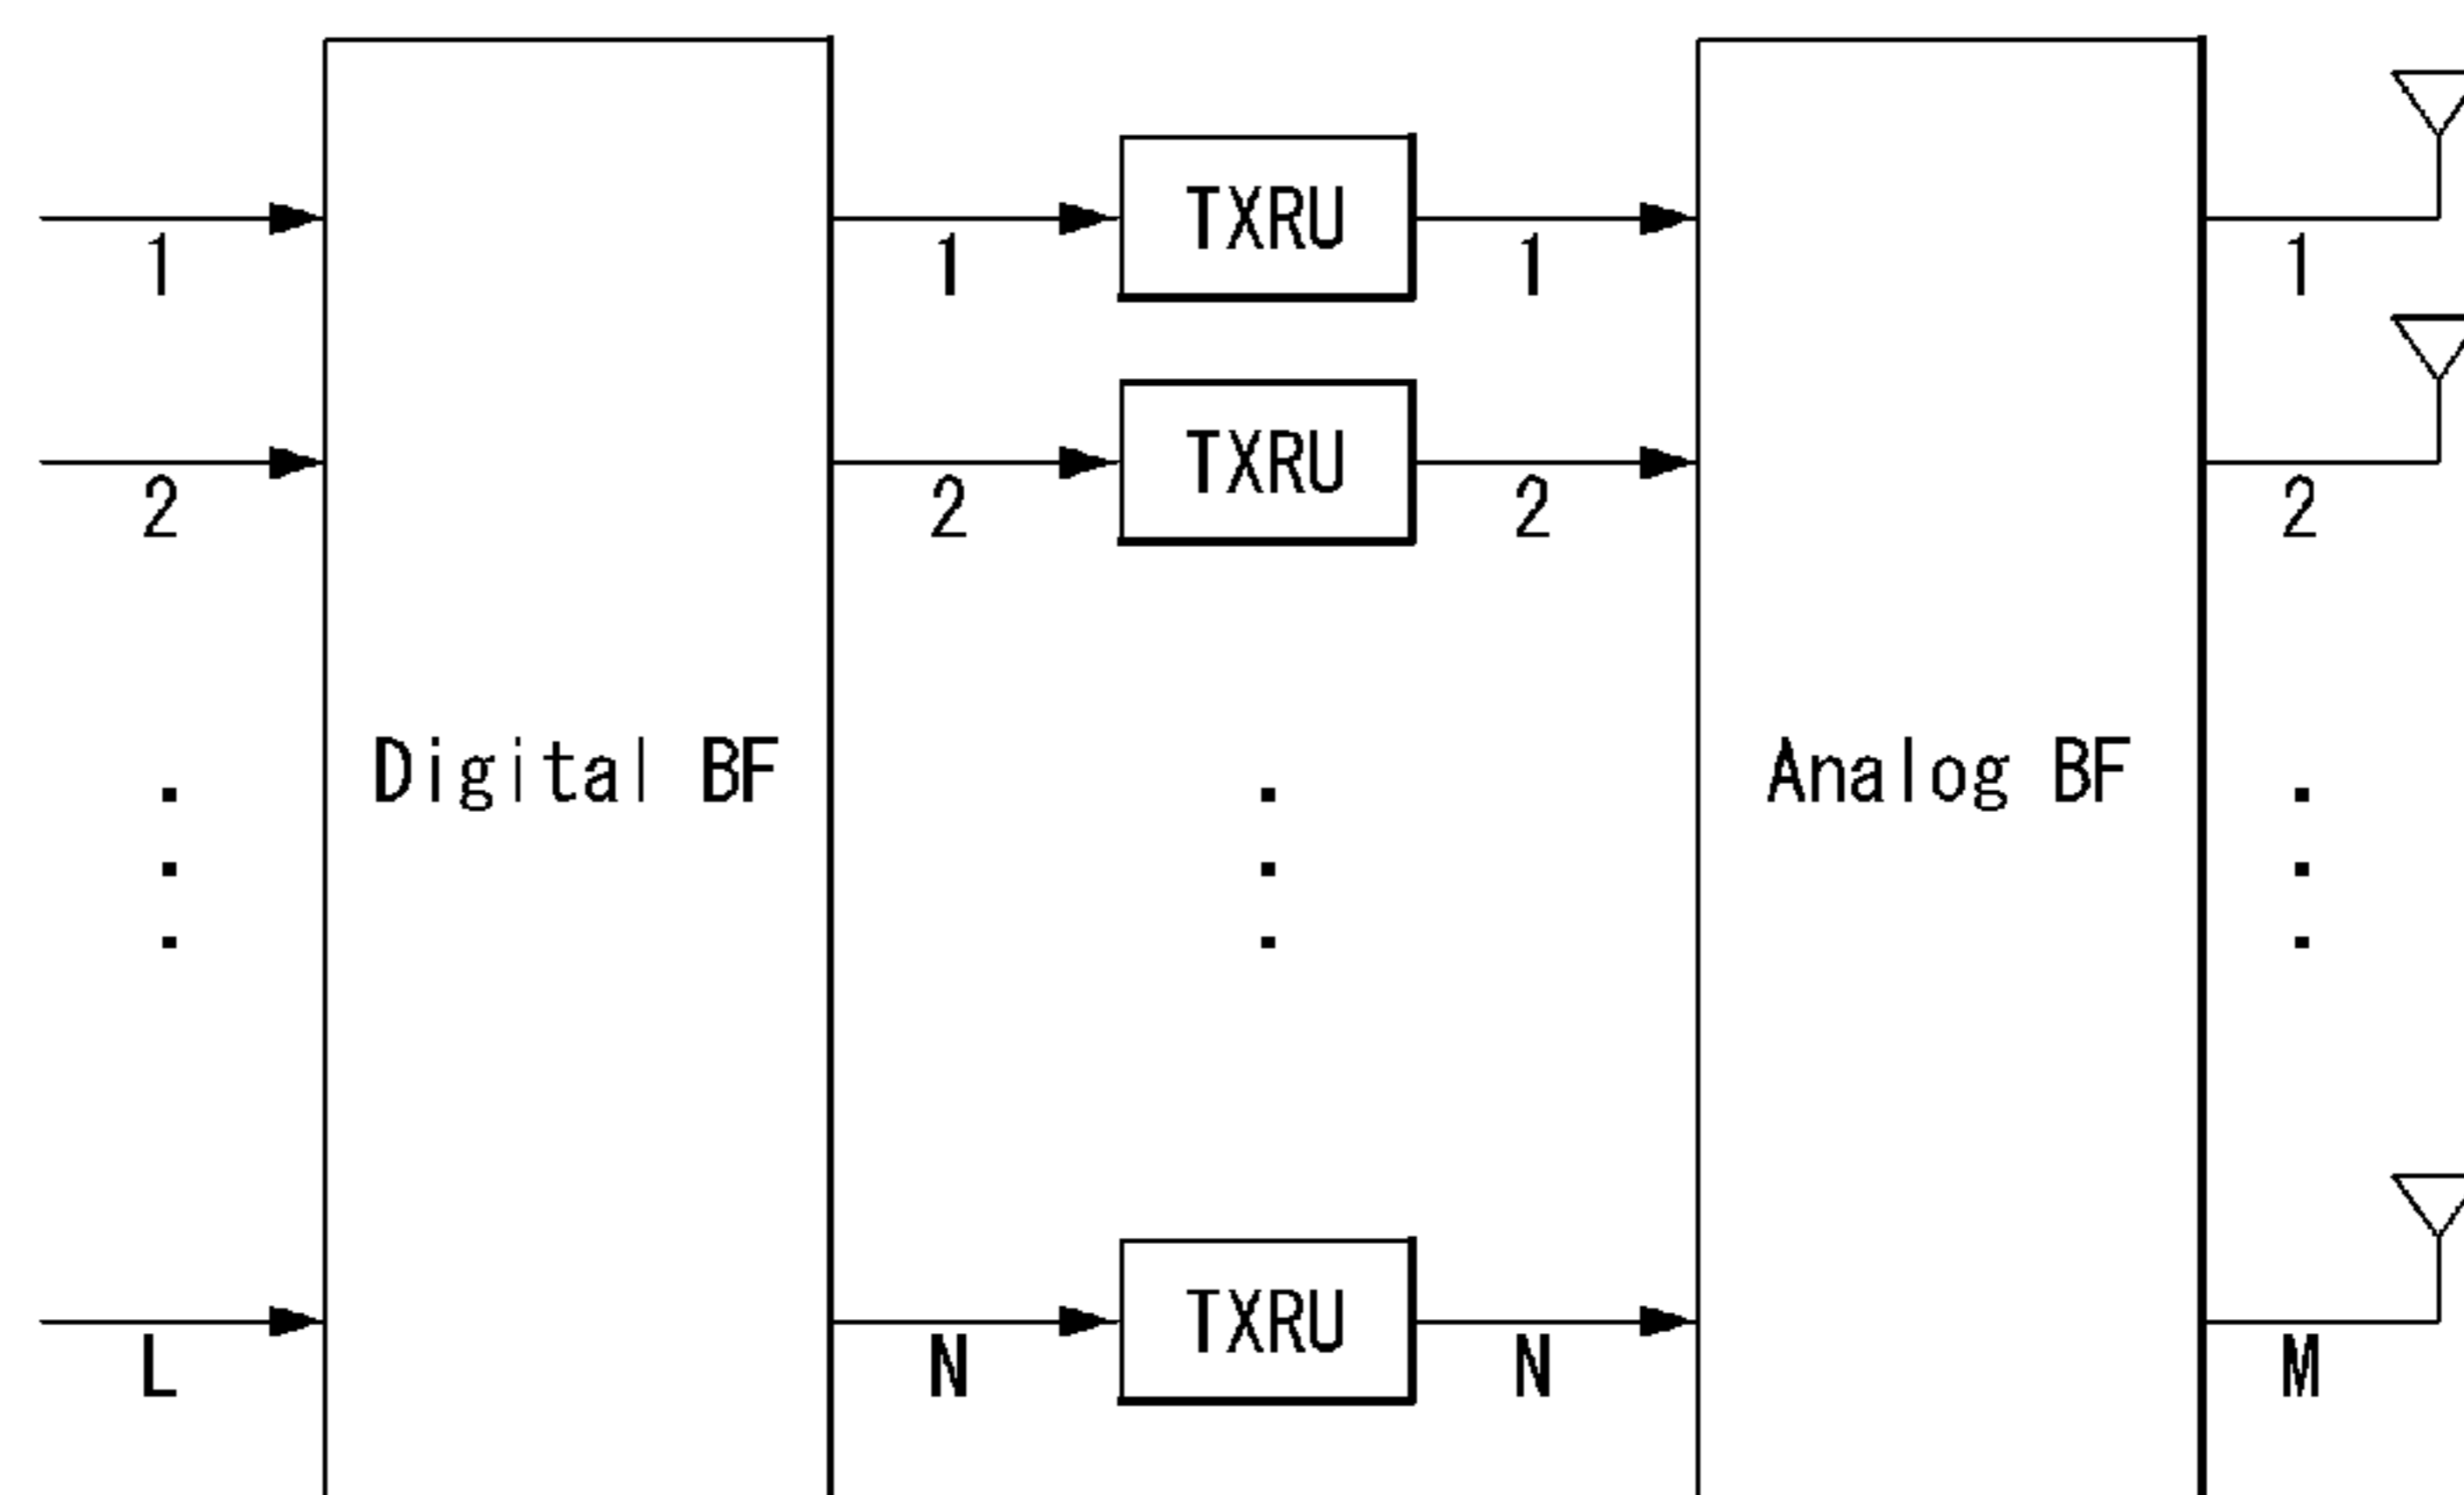 TXRU
1 1 1 1
TXRU
2 2 2 2
Digital BF Analog BF
TXRU
L N N M